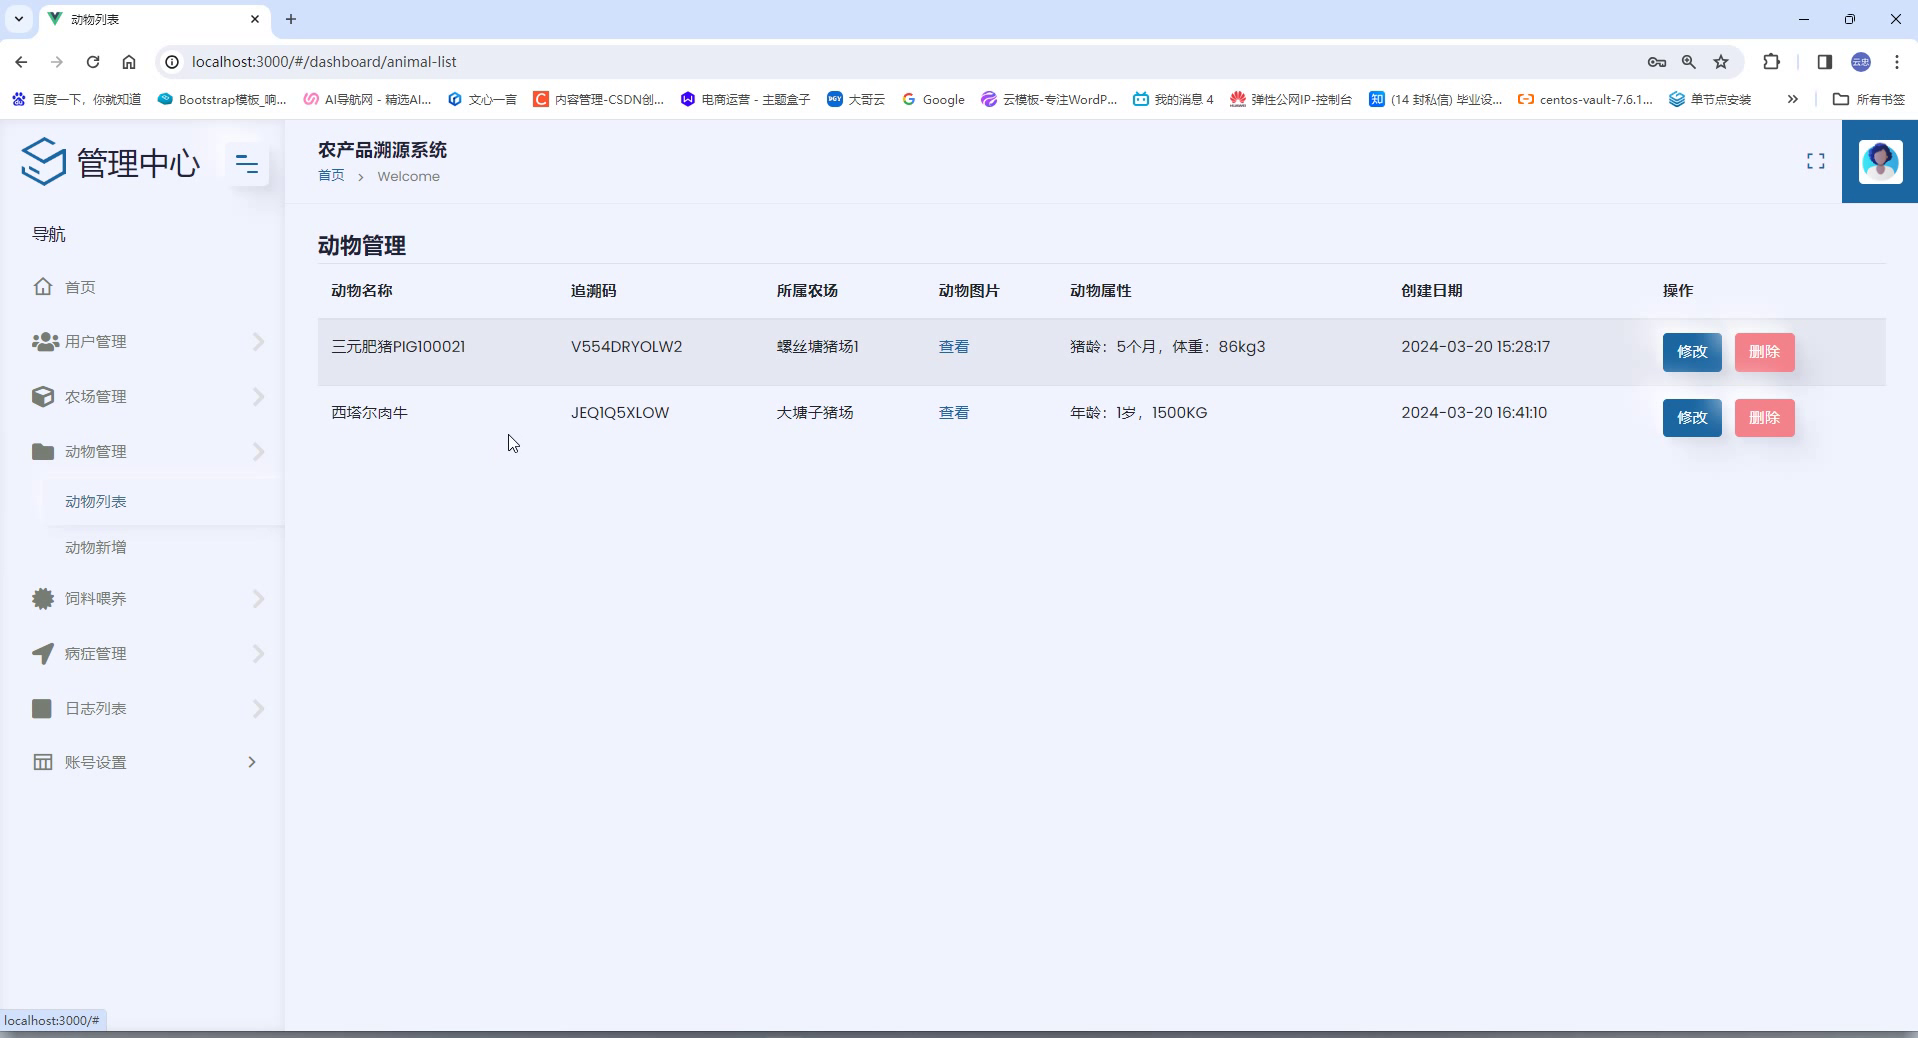 动物列表
localhost:3000/#/dashboard/animal-list
百度一下，你就知道 Bootstrap模板_响... AI导航网 - 精选AI... 文心一言 内容管理-CSDN创... 电商运营 - 主题盒子 大哥云 Google 云模板-专注WordP... 我的消息 4 弹性公网IP-控制台 (14 封私信) 毕业设... centos-vault-7.6.1... 单节点安装 » 所有书签
管理中心
农产品溯源系统
首页 > Welcome
导航
首页
用户管理
农场管理
动物管理
动物列表
动物新增
饲料喂养
病症管理
日志列表
账号设置
动物管理
动物名称 追溯码 所属农场 动物图片 动物属性 创建日期 操作
三元肥猪PIG100021 V554DRYOLW2 螺丝塘猪场1 查看 猪龄：5个月，体重：86kg3 2024-03-20 15:28:17 修改 删除
西塔尔肉牛 JEQ1Q5XLOW 大塘子猪场 查看 年龄：1岁，1500KG 2024-03-20 16:41:10 修改 删除
localhost:3000/#